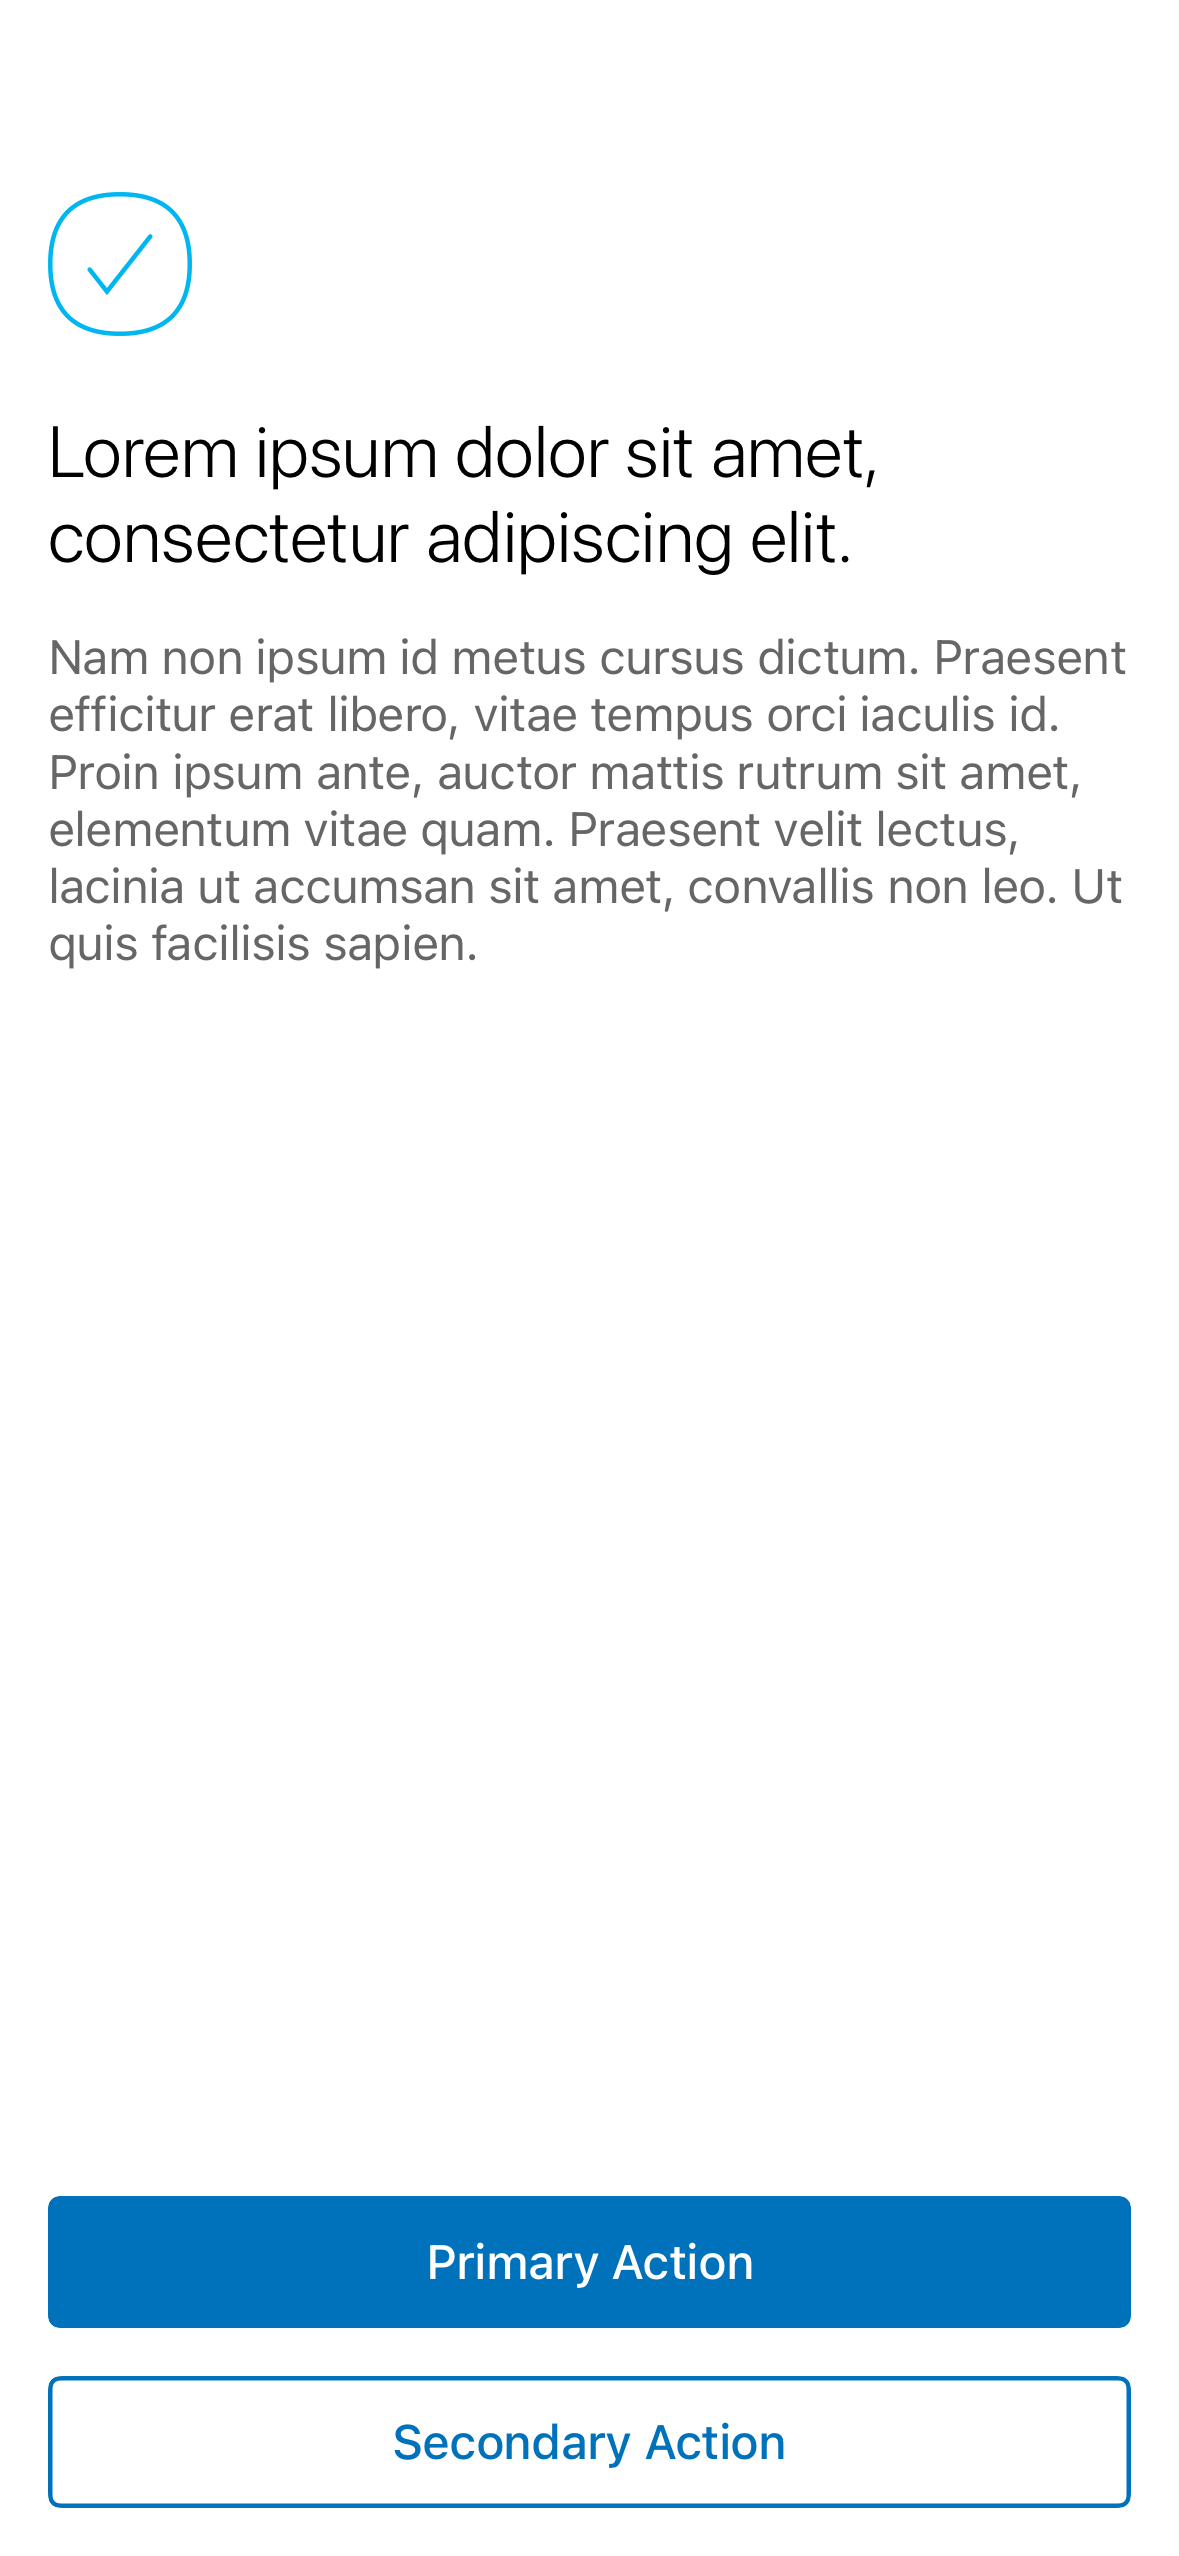 Lorem ipsum dolor sit amet,
consectetur adipiscing elit.
Nam non ipsum id metus cursus dictum. Praesent
efficitur erat libero, vitae tempus orci iaculis id.
Proin ipsum ante, auctor mattis rutrum sit amet,
elementum vitae quam. Praesent velit lectus,
lacinia ut accumsan sit amet, convallis non leo. Ut
quis facilisis sapien.
Primary Action
Secondary Action